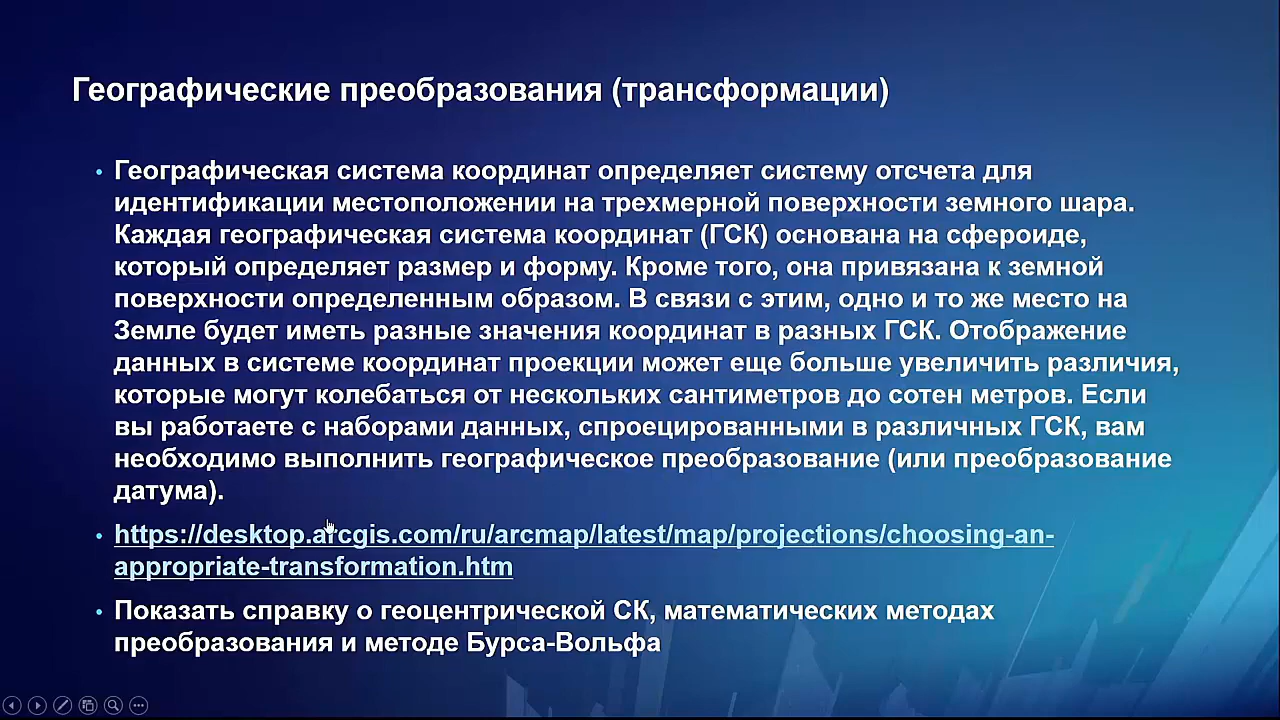 Географические преобразования (трансформации)
• Географическая система координат определяет систему отсчета для
идентификации местоположении на трехмерной поверхности земного шара.
Каждая географическая система координат (ГСК) основана на сфероиде,
который определяет размер и форму. Кроме того, она привязана к земной
поверхности определенным образом. В связи с этим, одно и то же место на
Земле будет иметь разные значения координат в разных ГСК. Отображение
данных в системе координат проекции может еще больше увеличить различия,
которые могут колебаться от нескольких сантиметров до сотен метров. Если
вы работаете с наборами данных, спроецированными в различных ГСК, вам
необходимо выполнить географическое преобразование (или преобразование
датума).
• https://desktop.arcgis.com/ru/arcmap/latest/map/projections/choosing-an-
appropriate-transformation.htm
• Показать справку о геоцентрической СК, математических методах
преобразования и методе Бурса-Вольфа